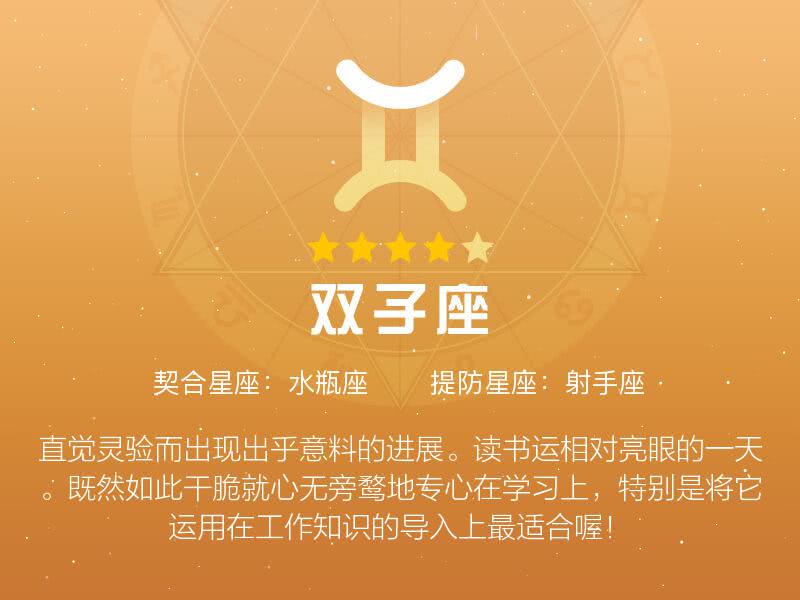 双子座
契合星座：水瓶座 提防星座：射手座
直觉灵验而出现出乎意料的进展。读书运相对亮眼的一天
。既然如此干脆就心无旁鹜地专心在学习上，特别是将它
运用在工作知识的导入上最适合喔！